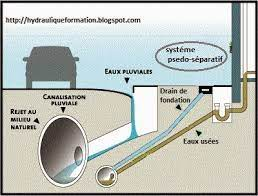 http://hydrauliqueformation.blogspot.com
système
psedo-séparatif
EAUX PLUVIALES
Drain de
fondation
CANALISATION
PLUVIALE
REJET AU
MILIEU
NATUREL
Eaux usées